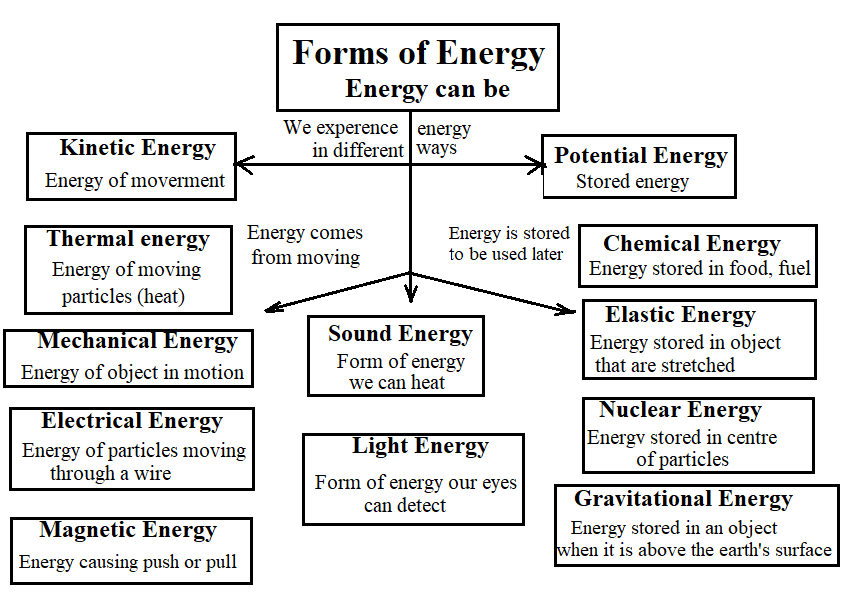 Forms of Energy
Energy can be
We experence energy
in different ways
Kinetic Energy
Energy of moverment
Potential Energy
Stored energy
Thermal energy
Energy of moving
particles (heat)
Energy comes
from moving
Energy is stored
to be used later
Chemical Energy
Energy stored in food, fuel
Mechanical Energy
Energy of object in motion
Sound Energy
Form of energy
we can heat
Elastic Energy
Energy stored in object
that are stretched
Electrical Energy
Energy of particles moving
through a wire
Light Energy
Form of energy our eyes
can detect
Nuclear Energy
Energy stored in centre
of particles
Magnetic Energy
Energy causing push or pull
Gravitational Energy
Energy stored in an object
when it is above the earth's surface